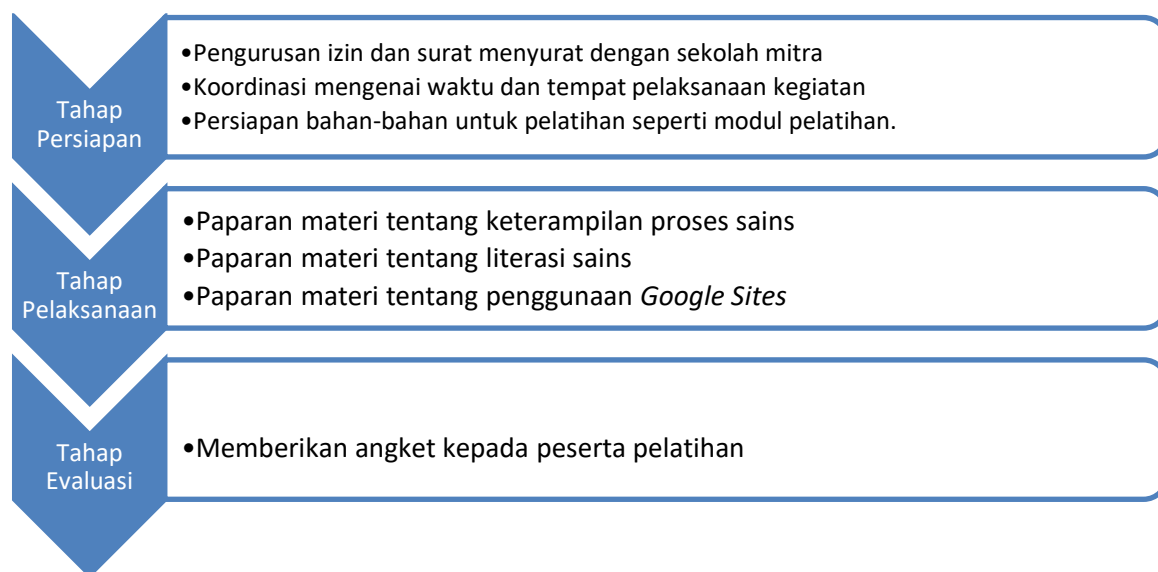 Tahap
Persiapan
•Pengurusan izin dan surat menyurat dengan sekolah mitra
•Koordinasi mengenai waktu dan tempat pelaksanaan kegiatan
•Persiapan bahan-bahan untuk pelatihan seperti modul pelatihan.
Tahap
Pelaksanaan
•Paparan materi tentang keterampilan proses sains
•Paparan materi tentang literasi sains
•Paparan materi tentang penggunaan Google Sites
Tahap
Evaluasi
•Memberikan angket kepada peserta pelatihan